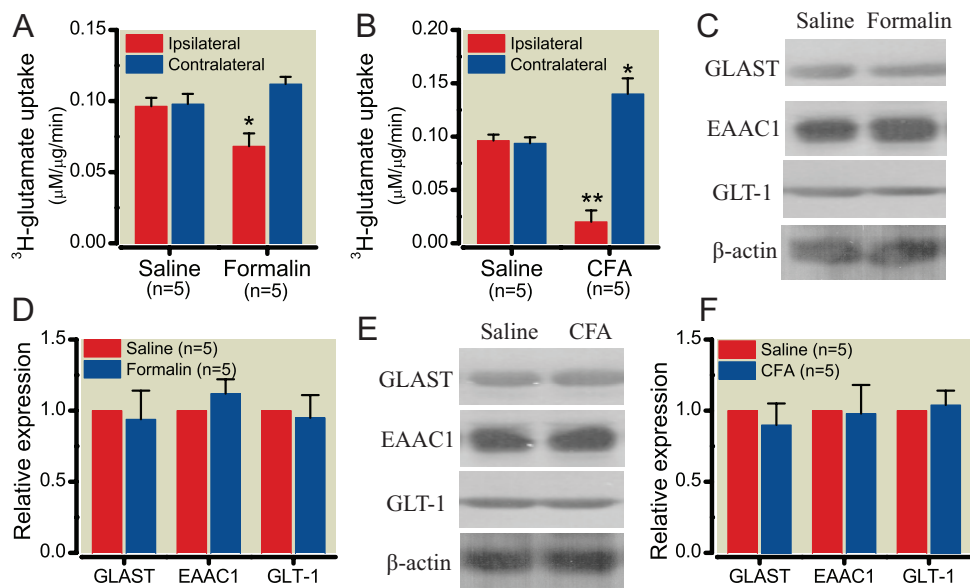 A
³H-glutamate uptake
(μM/μg/min)
0.15
0.10
0.05
0.00
Ipsilateral
Contralateral
*
Saline
(n=5)
Formalin
(n=5)
B
³H-glutamate uptake
(μM/μg/min)
0.20
0.15
0.10
0.05
0.00
Ipsilateral
Contralateral
*
**
Saline
(n=5)
CFA
(n=5)
C
Saline Formalin
GLAST
EAAC1
GLT-1
β-actin
D
Relative expression
1.5
1.0
0.5
0.0
Saline (n=5)
Formalin (n=5)
GLAST EAAC1 GLT-1
E
Saline CFA
GLAST
EAAC1
GLT-1
β-actin
F
Relative expression
1.5
1.0
0.5
0.0
Saline (n=5)
CFA (n=5)
GLAST EAAC1 GLT-1